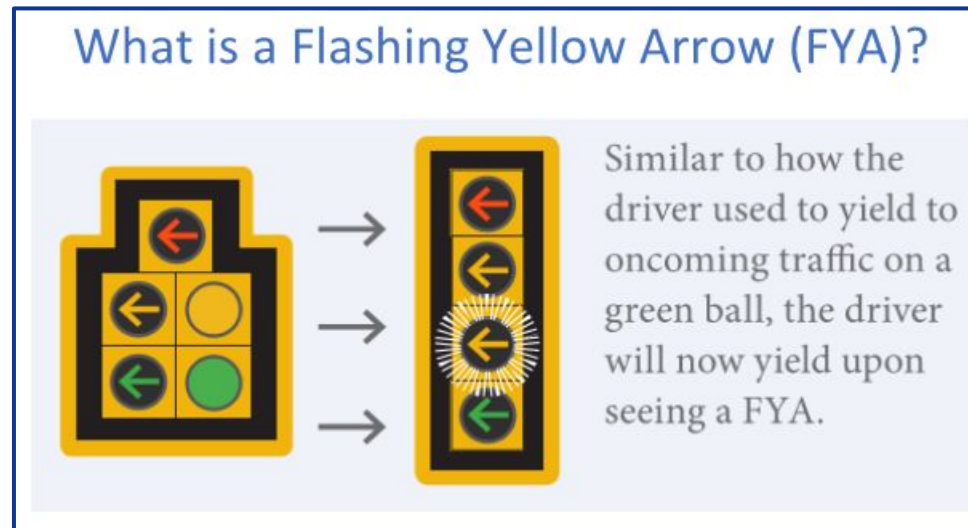 What is a Flashing Yellow Arrow (FYA)?
Similar to how the
driver used to yield to
oncoming traffic on a
green ball, the driver
will now yield upon
seeing a FYA.